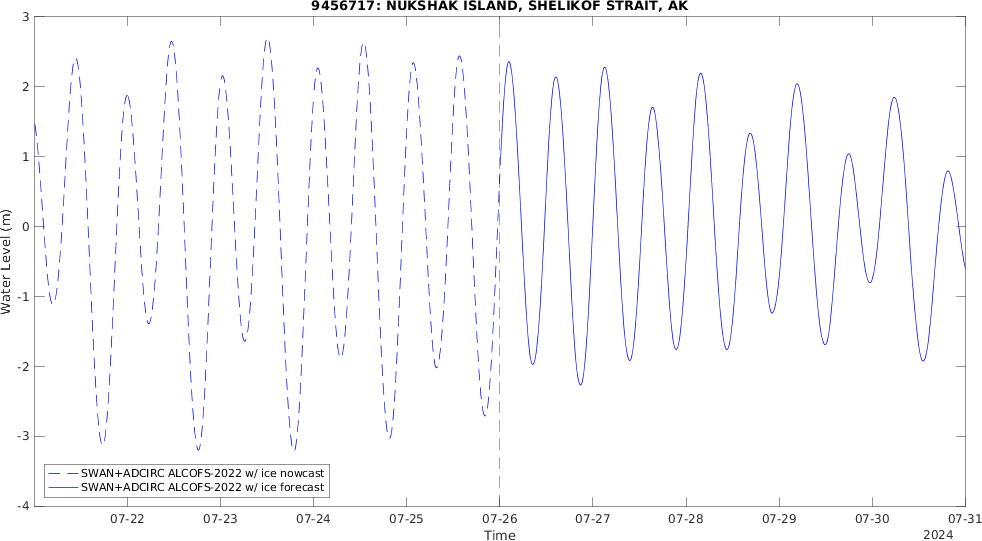 9456717: NUKSHAK ISLAND, SHELIKOF STRAIT, AK
3
2
1
0
-1
-2
-3
-4
Water Level (m)
SWAN+ADCIRC ALCOFS-2022 w/ ice nowcast
SWAN+ADCIRC ALCOFS-2022 w/ ice forecast
07-22 07-23 07-24 07-25 07-26 07-27 07-28 07-29 07-30 07-31
Time
2024